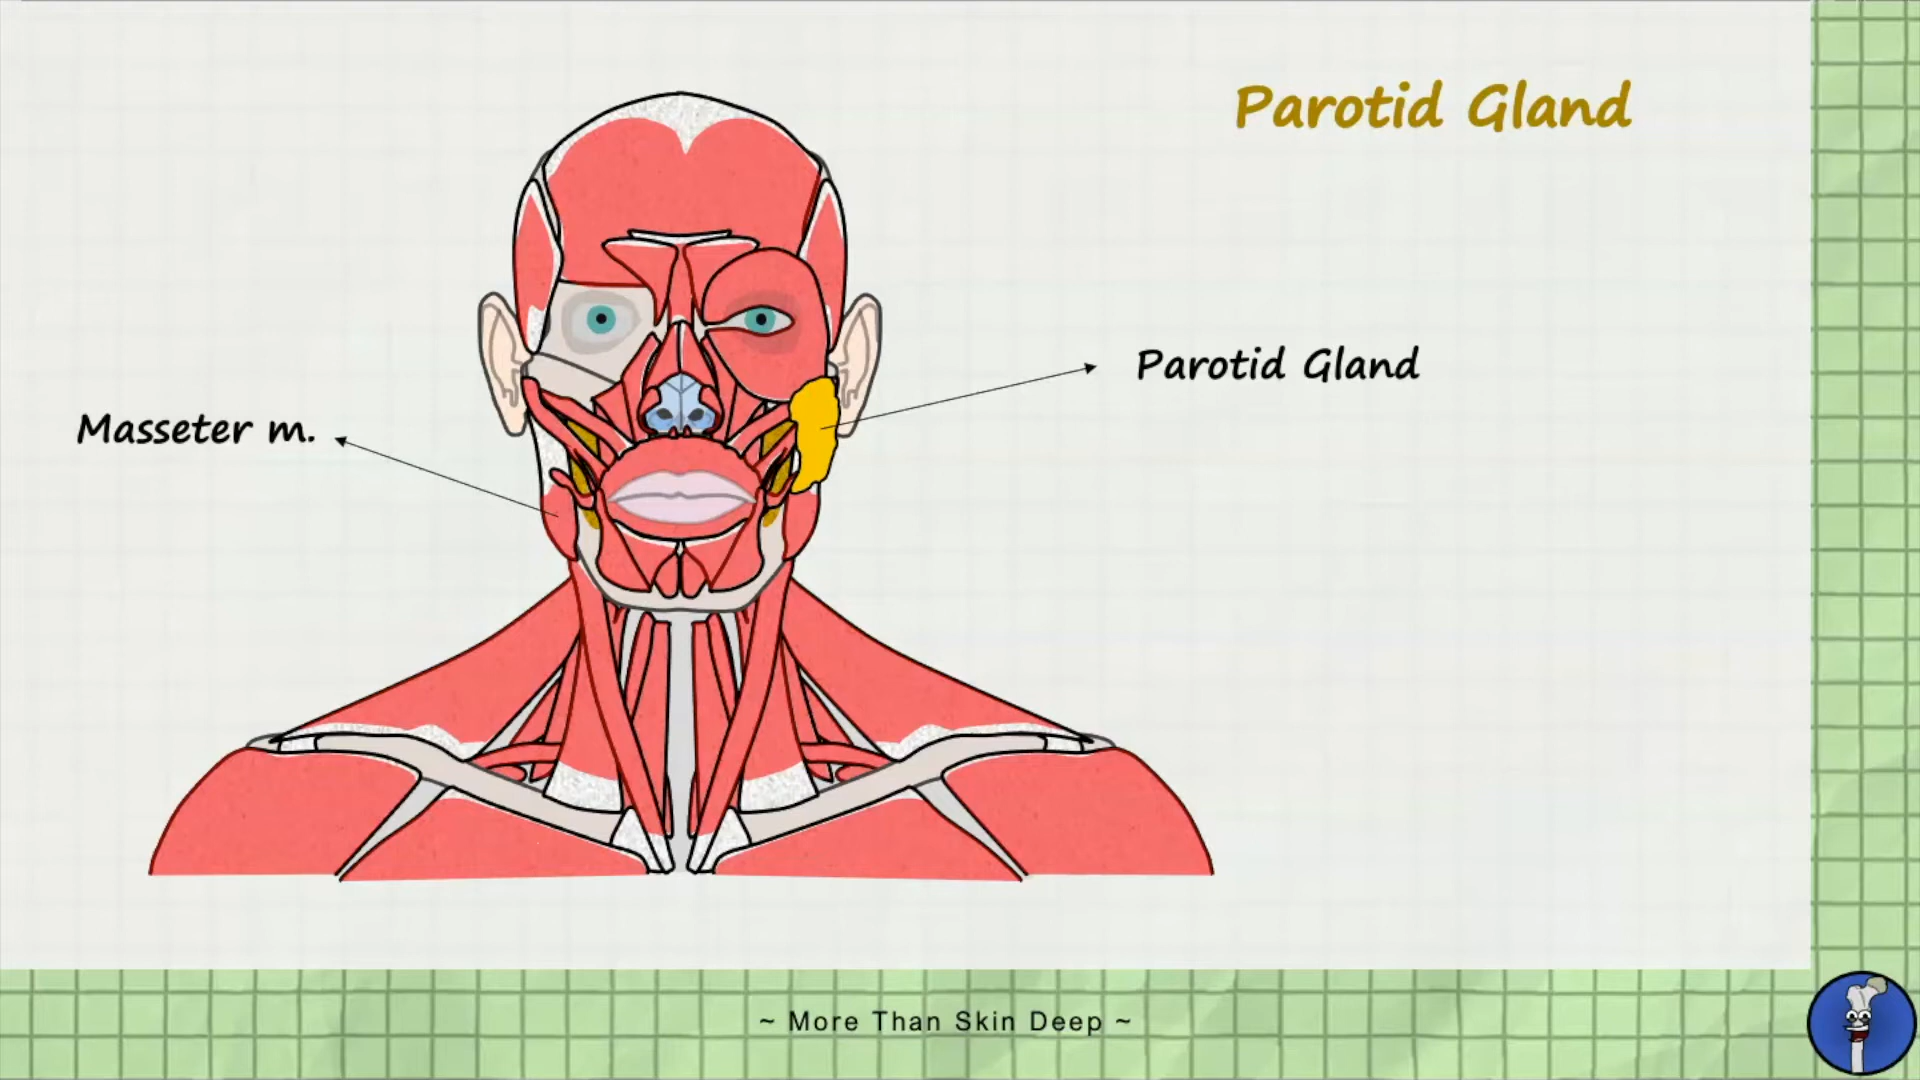 Parotid Gland
Parotid Gland
Masseter m.
~ More Than Skin Deep ~